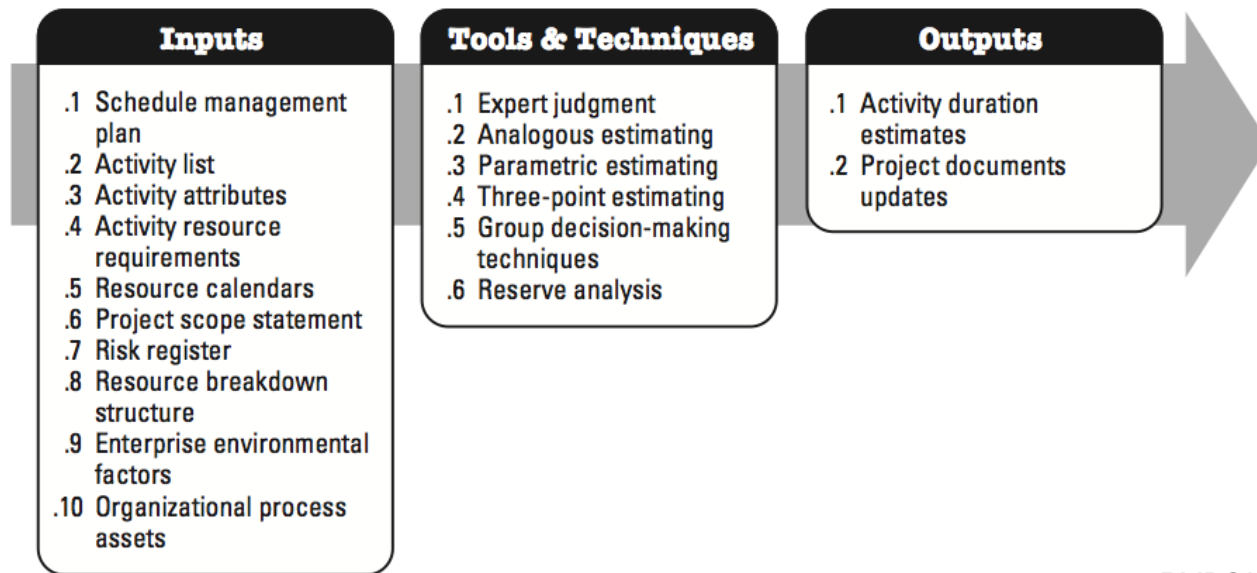 Inputs
.1 Schedule management
plan
.2 Activity list
.3 Activity attributes
.4 Activity resource
requirements
.5 Resource calendars
.6 Project scope statement
.7 Risk register
.8 Resource breakdown
structure
.9 Enterprise environmental
factors
.10 Organizational process
assets
Tools & Techniques
.1 Expert judgment
.2 Analogous estimating
.3 Parametric estimating
.4 Three-point estimating
.5 Group decision-making
techniques
.6 Reserve analysis
Outputs
.1 Activity duration
estimates
.2 Project documents
updates